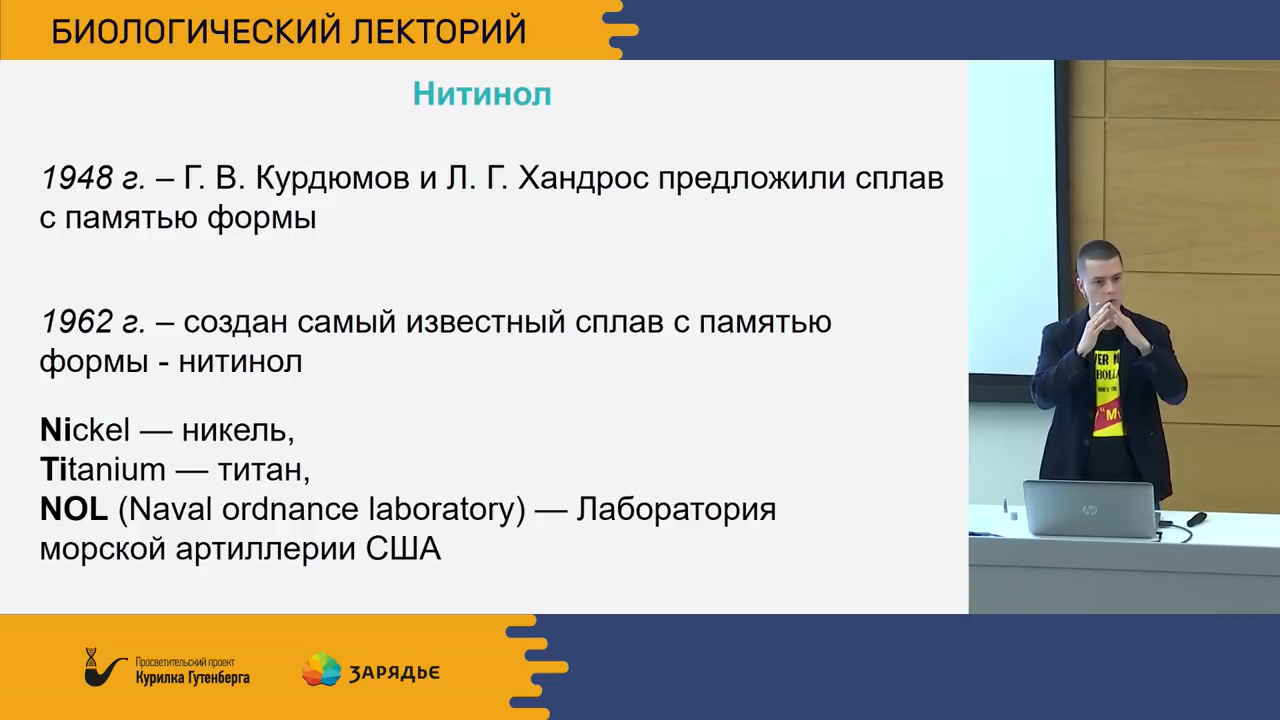 БИОЛОГИЧЕСКИЙ ЛЕКТОРИЙ
Нитинол
1948 г. – Г. В. Курдюмов и Л. Г. Хандрос предложили сплав
с памятью формы
1962 г. – создан самый известный сплав с памятью
формы - нитинол
Nickel — никель,
Titanium — титан,
NOL (Naval ordnance laboratory) — Лаборатория
морской артиллерии США
Просветительский проект
Курилка Гутенберга
ЗАРЯДЬЕ
hp